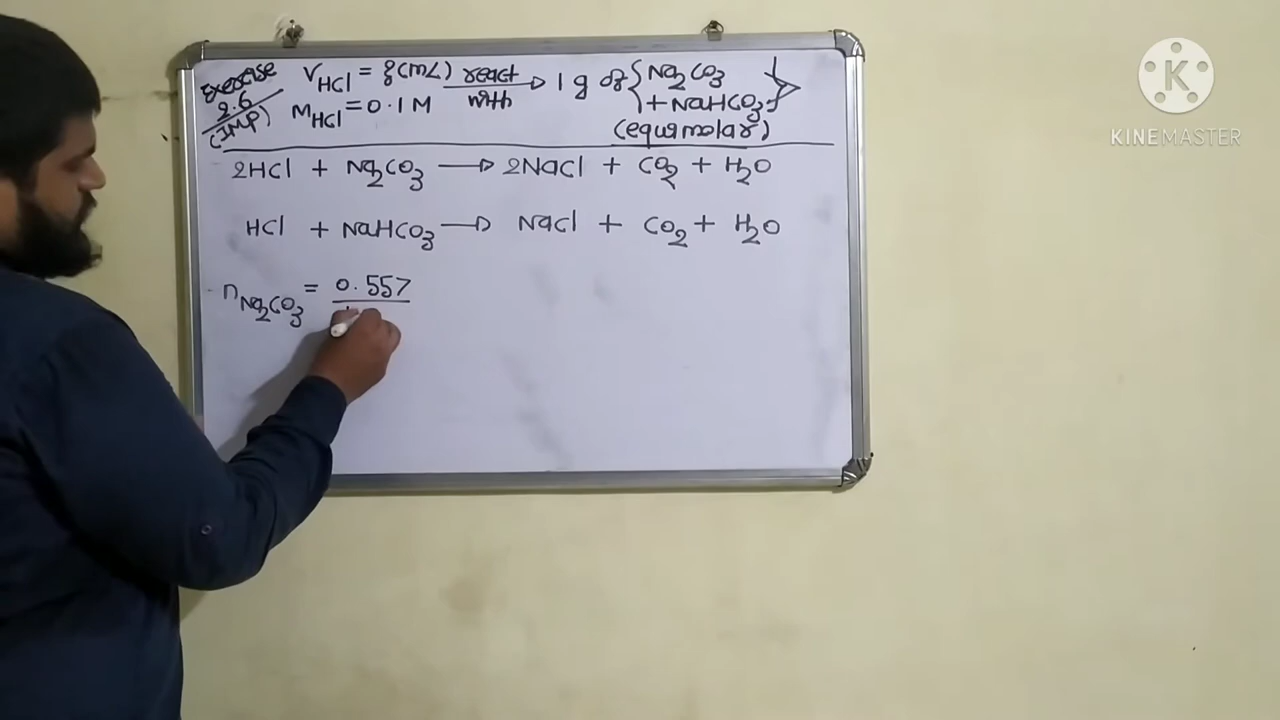 Exercise
2.6
(IMP)
V_HCl = ?(mL) react with → 1 g of { Na₂CO₃
M_HCl = 0.1 M + NaHCO₃ }
(equimolar)
2HCl + Na₂CO₃ → 2NaCl + CO₂ + H₂O
HCl + NaHCO₃ → NaCl + CO₂ + H₂O
n_Na₂CO₃ = 0.557
K
KINEMASTER